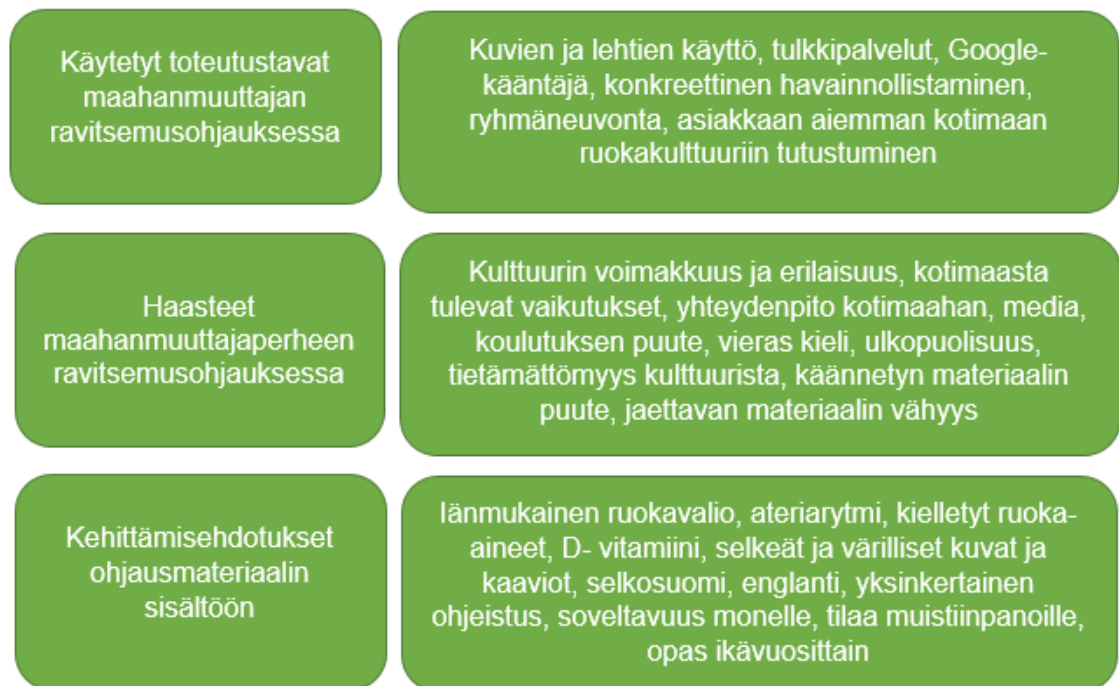 Käytetyt toteutustavat
maahanmuuttajan
ravitsemusohjauksessa
Kuvien ja lehtien käyttö, tulkkipalvelut, Google-
kääntäjä, konkreettinen havainnollistaminen,
ryhmäneuvonta, asiakkaan aiemman kotimaan
ruokakulttuuriin tutustuminen
Haasteet
maahanmuuttajaperheen
ravitsemusohjauksessa
Kulttuurin voimakkuus ja erilaisuus, kotimaasta
tulevat vaikutukset, yhteydenpito kotimaahan, media,
koulutuksen puute, vieras kieli, ulkopuolisuus,
tietämättömyys kulttuurista, käännetyn materiaalin
puute, jaettavan materiaalin vähyys
Kehittämisehdotukset
ohjausmateriaalin
sisältöön
Iänmukainen ruokavalio, ateriarytmi, kielletyt ruoka-
aineet, D- vitamiini, selkeät ja värilliset kuvat ja
kaaviot, selkosuomi, englanti, yksinkertainen
ohjeistus, soveltavuus monelle, tilaa muistiinpanoille,
opas ikävuosittain